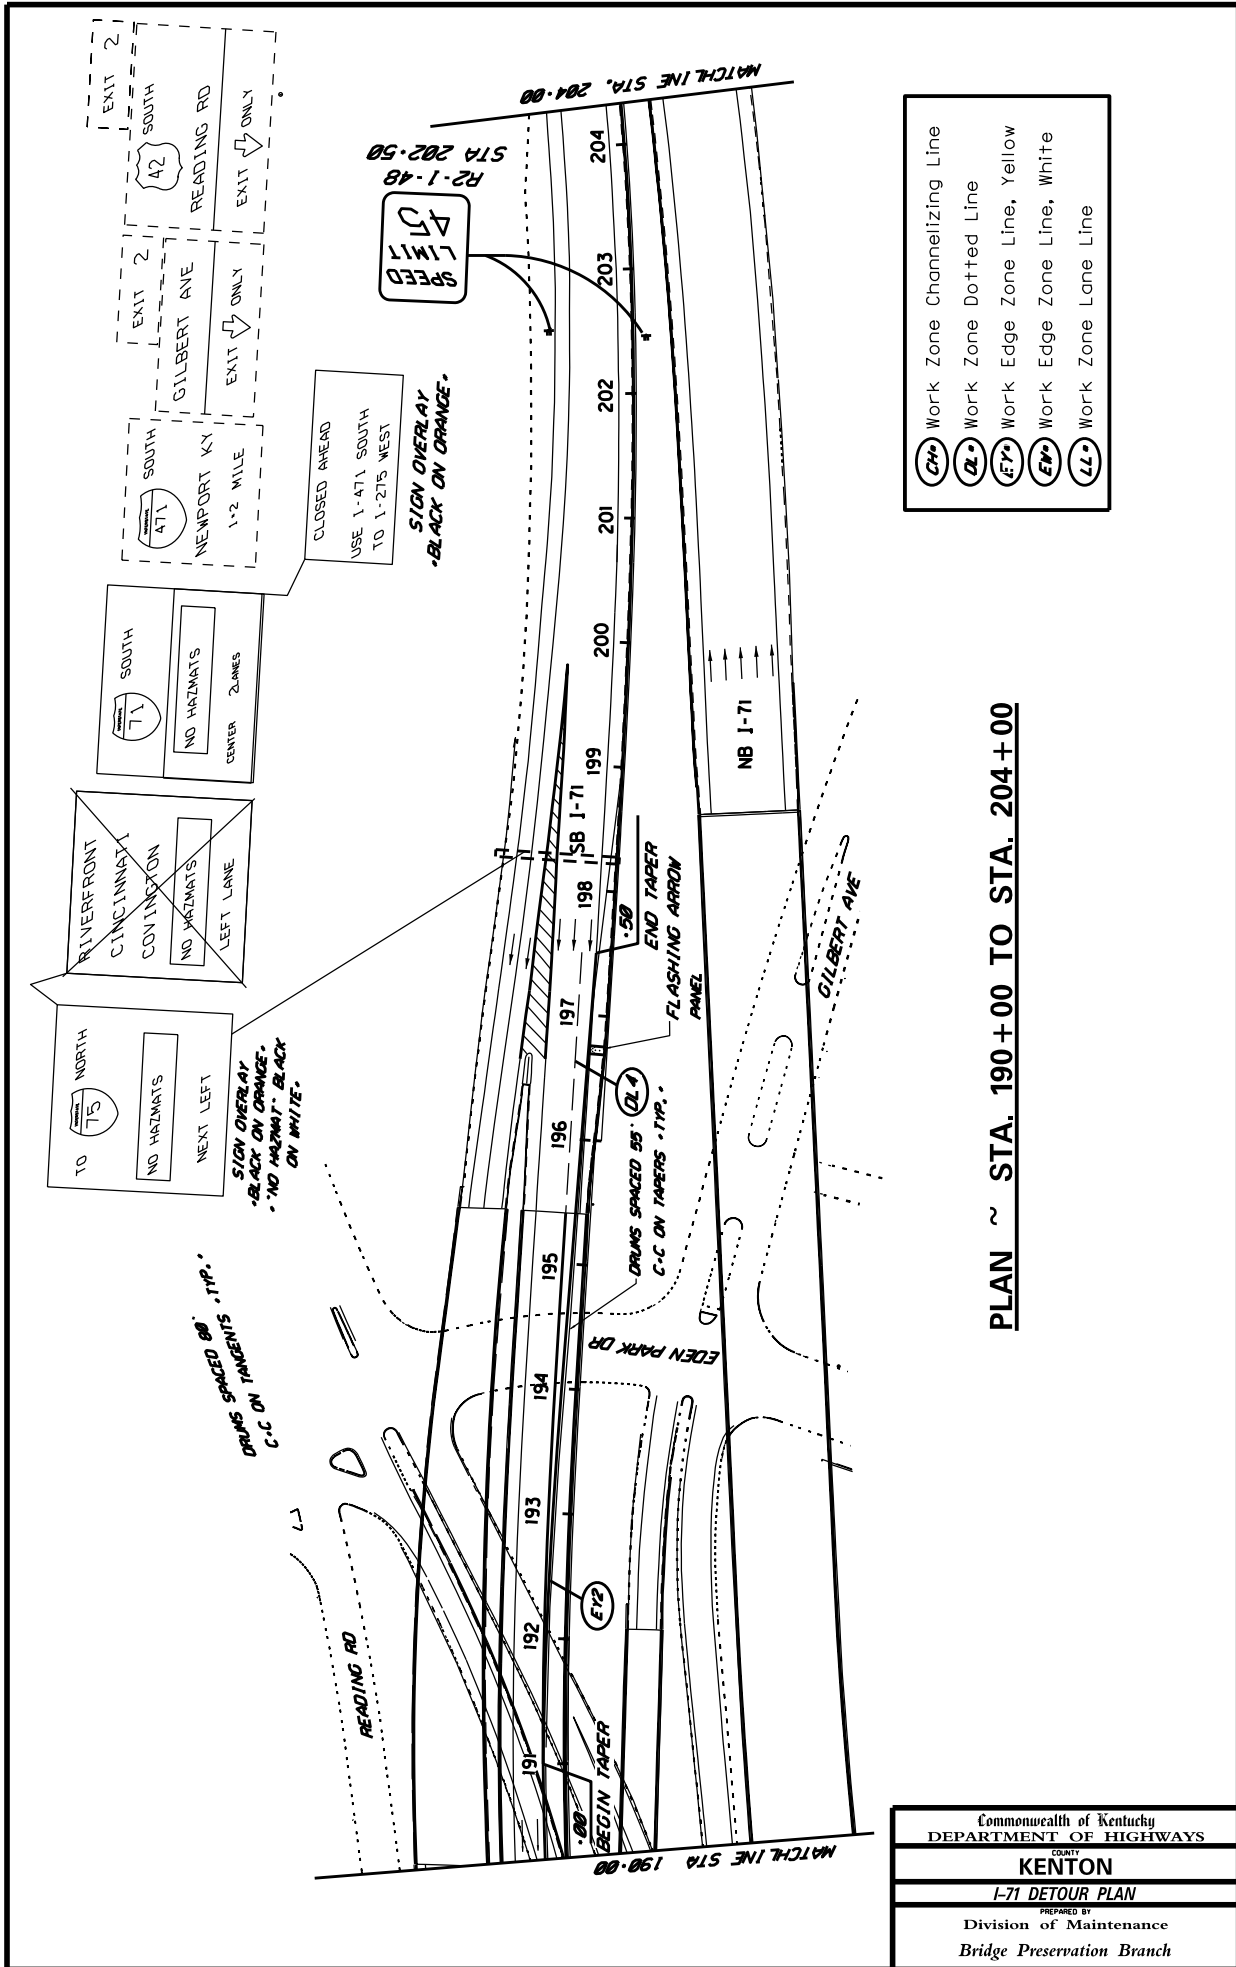 EXIT 2
42 SOUTH
READING RD
EXIT ONLY
EXIT 2
GILBERT AVE
EXIT ONLY
INTERSTATE
471
SOUTH
NEWPORT KY
1·2 MILE
INTERSTATE
71
SOUTH
NO HAZMATS
CENTER 2LANES
CLOSED AHEAD
USE I-471 SOUTH
TO I-275 WEST
SIGN OVERLAY
•BLACK ON ORANGE•
RIVERFRONT
CINCINNATI
COVINGTON
NO HAZMATS
LEFT LANE
TO
INTERSTATE
75
NORTH
NO HAZMATS
NEXT LEFT
SIGN OVERLAY
•BLACK ON ORANGE•
•"NO HAZMAT" BLACK
ON WHITE•
DRUMS SPACED 80'
C•C ON TANGENTS •TYP.•
MATCHLINE STA. 204•00
SPEED
LIMIT
45
R2-1-48
STA 202•50
204
203
202
201
200
199
198
197
196
195
194
193
192
191
SB I-71
NB I-71
•50
END TAPER
FLASHING ARROW
PANEL
DL4
DRUMS SPACED 55'
C•C ON TAPERS •TYP.•
EDEN PARK DR
GILBERT AVE
READING RD
EY2
•00
BEGIN TAPER
MATCHLINE STA 190•00
CH• Work Zone Channelizing Line
DL• Work Zone Dotted Line
EY• Work Edge Zone Line, Yellow
EW• Work Edge Zone Line, White
LL• Work Zone Lane Line
PLAN ~ STA. 190+00 TO STA. 204+00
Commonwealth of Kentucky
DEPARTMENT OF HIGHWAYS
COUNTY
KENTON
I-71 DETOUR PLAN
PREPARED BY
Division of Maintenance
Bridge Preservation Branch